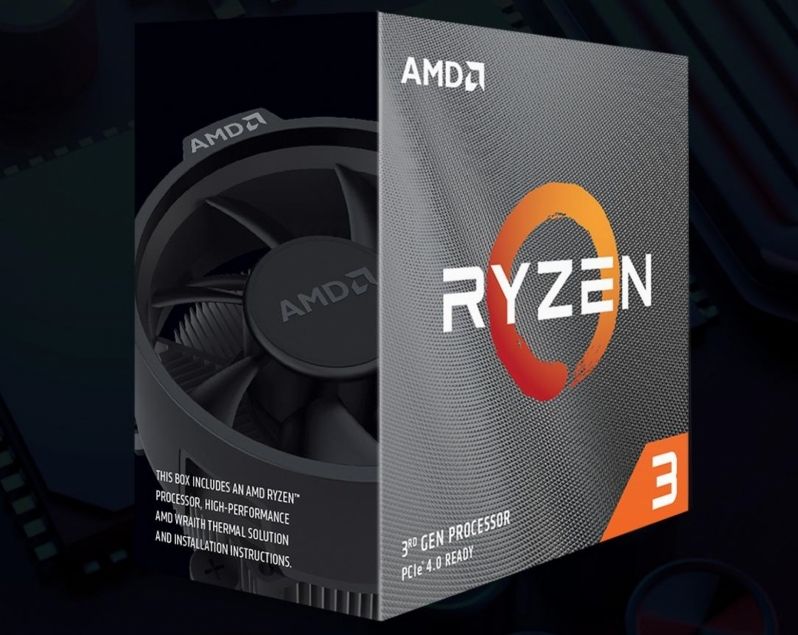 AMD
AMD
THIS BOX INCLUDES AN AMD RYZEN™
PROCESSOR, HIGH-PERFORMANCE
AMD WRAITH THERMAL SOLUTION
AND INSTALLATION INSTRUCTIONS.
AMD
RYZEN
3
3RD GEN PROCESSOR
PCIe® 4.0 READY